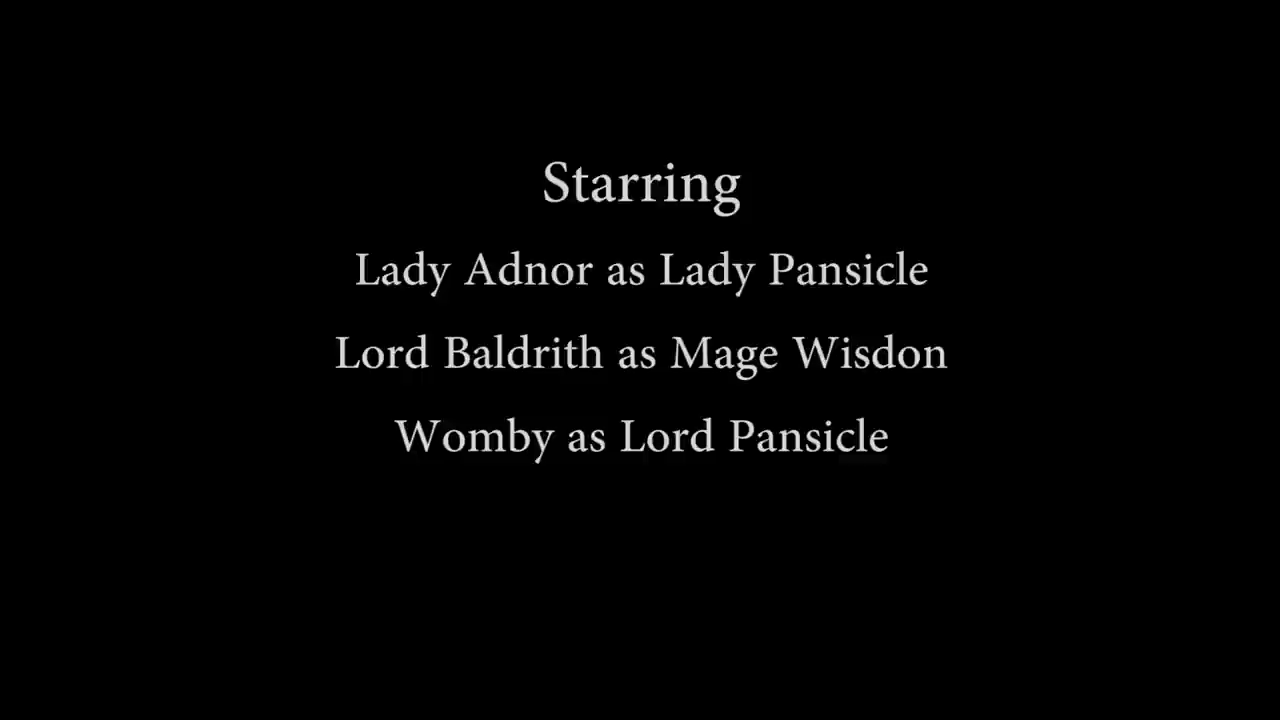 Starring
Lady Adnor as Lady Pansicle
Lord Baldrith as Mage Wisdon
Womby as Lord Pansicle